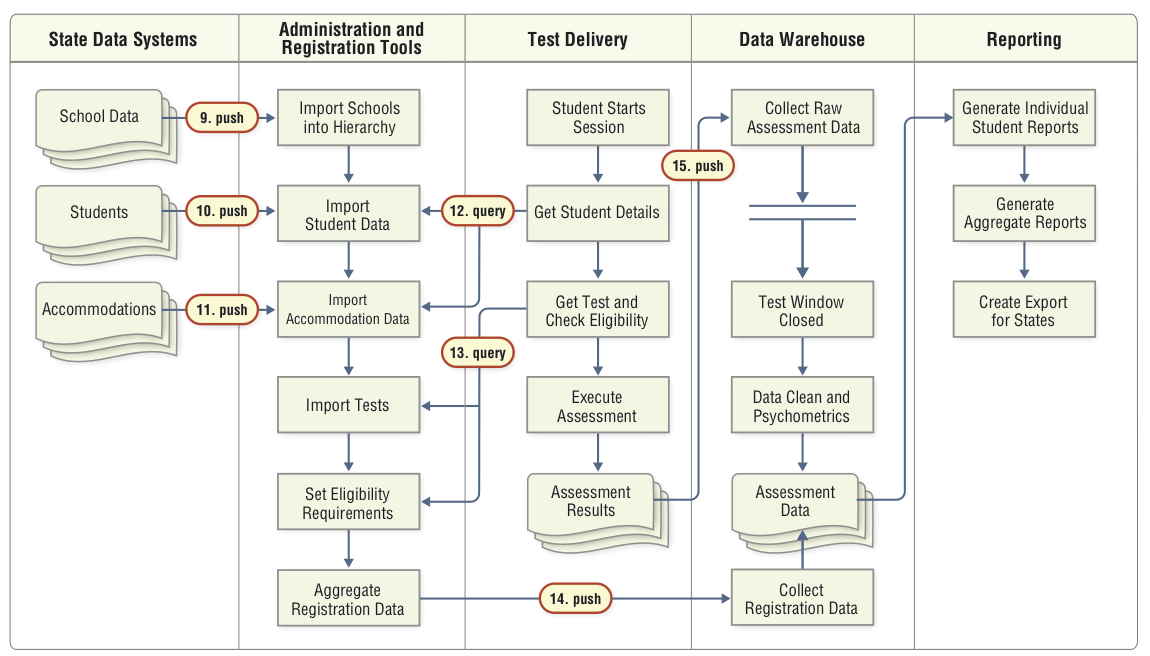 State Data Systems
Administration and
Registration Tools
Test Delivery
Data Warehouse
Reporting
School Data
9. push
Import Schools
into Hierarchy
Student Starts
Session
15. push
Collect Raw
Assessment Data
Generate Individual
Student Reports
Students
10. push
Import
Student Data
12. query
Get Student Details
Generate
Aggregate Reports
Accommodations
11. push
Import
Accommodation Data
13. query
Get Test and
Check Eligibility
Test Window
Closed
Create Export
for States
Import Tests
Execute
Assessment
Data Clean and
Psychometrics
Set Eligibility
Requirements
Assessment
Results
Assessment
Data
Aggregate
Registration Data
14. push
Collect
Registration Data